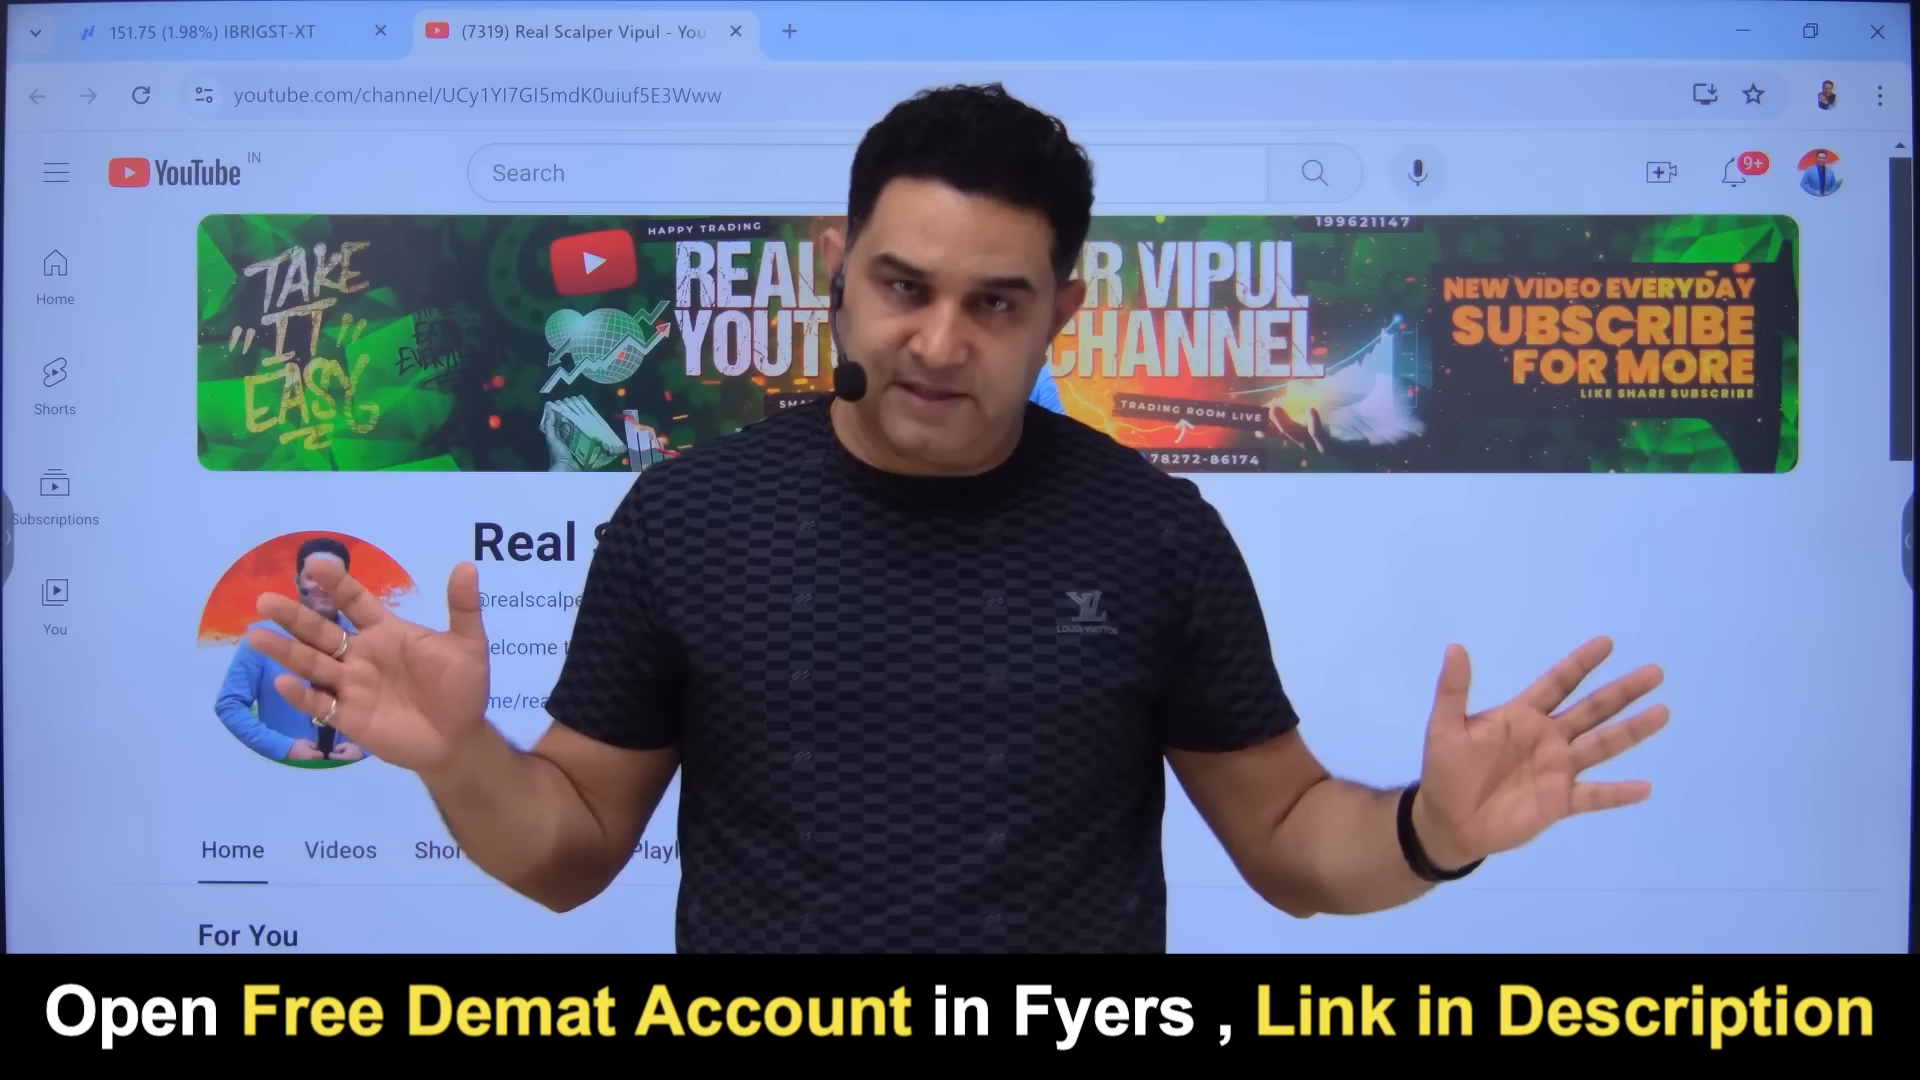 151.75 (1.98%) IBRIGST-XT
(7319) Real Scalper Vipul - You
youtube.com/channel/UCy1YI7GI5mdK0uiuf5E3Www
YouTube IN
Search
9+
Home
Shorts
Subscriptions
You
TAKE
"IT"
EASY
HAPPY TRADING
199621147
REAL R VIPUL
YOUT CHANNEL
NEW VIDEO EVERYDAY
SUBSCRIBE
FOR MORE
LIKE SHARE SUBSCRIBE
TRADING ROOM LIVE
78272-86174
Real
@realscalpe
elcome t
me/rea
LOUIS VUITTON
Home Videos Shor Playl
For You
Open Free Demat Account in Fyers , Link in Description